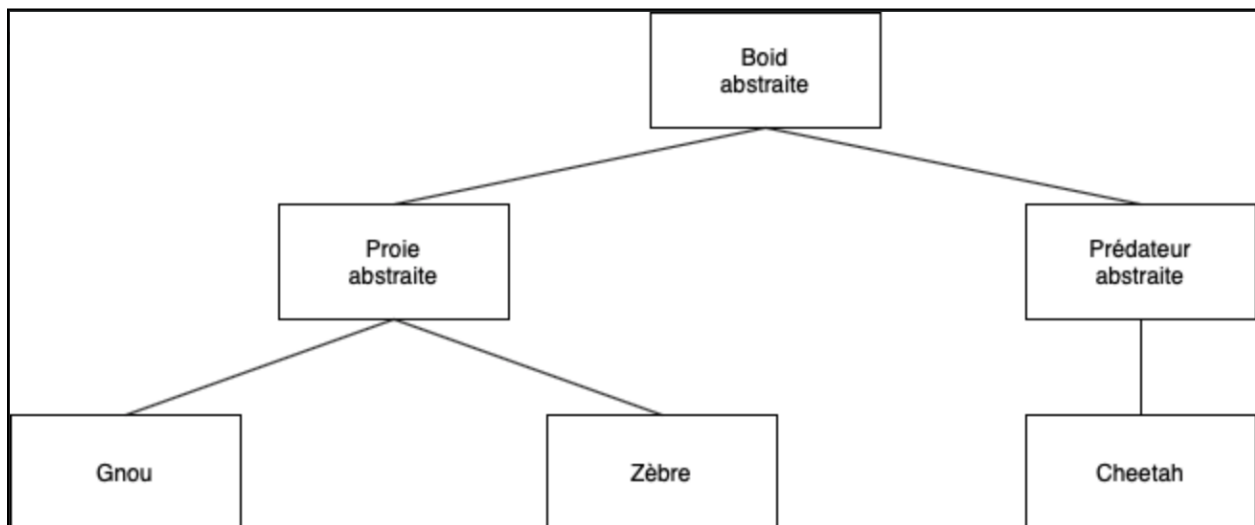 Boid
abstraite
Proie
abstraite
Prédateur
abstraite
Gnou
Zèbre
Cheetah